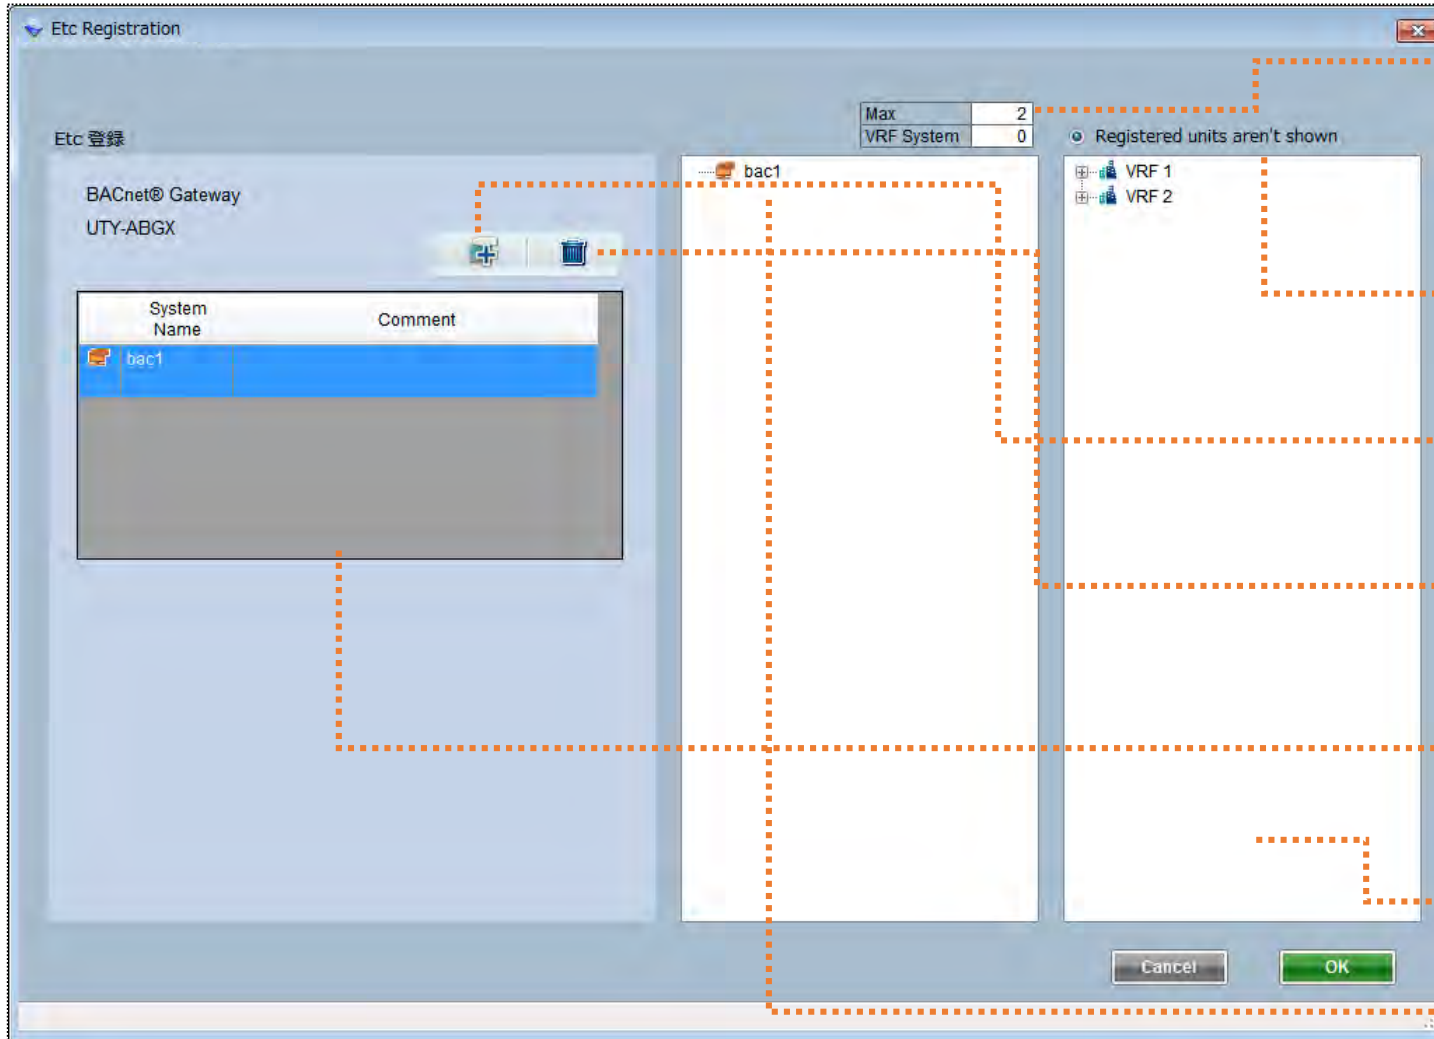 Etc Registration
Max 2
VRF System 0
Etc 登録
Registered units aren't shown
BACnet® Gateway
UTY-ABGX
System Name
Comment
bac1
bac1
VRF 1
VRF 2
Cancel
OK